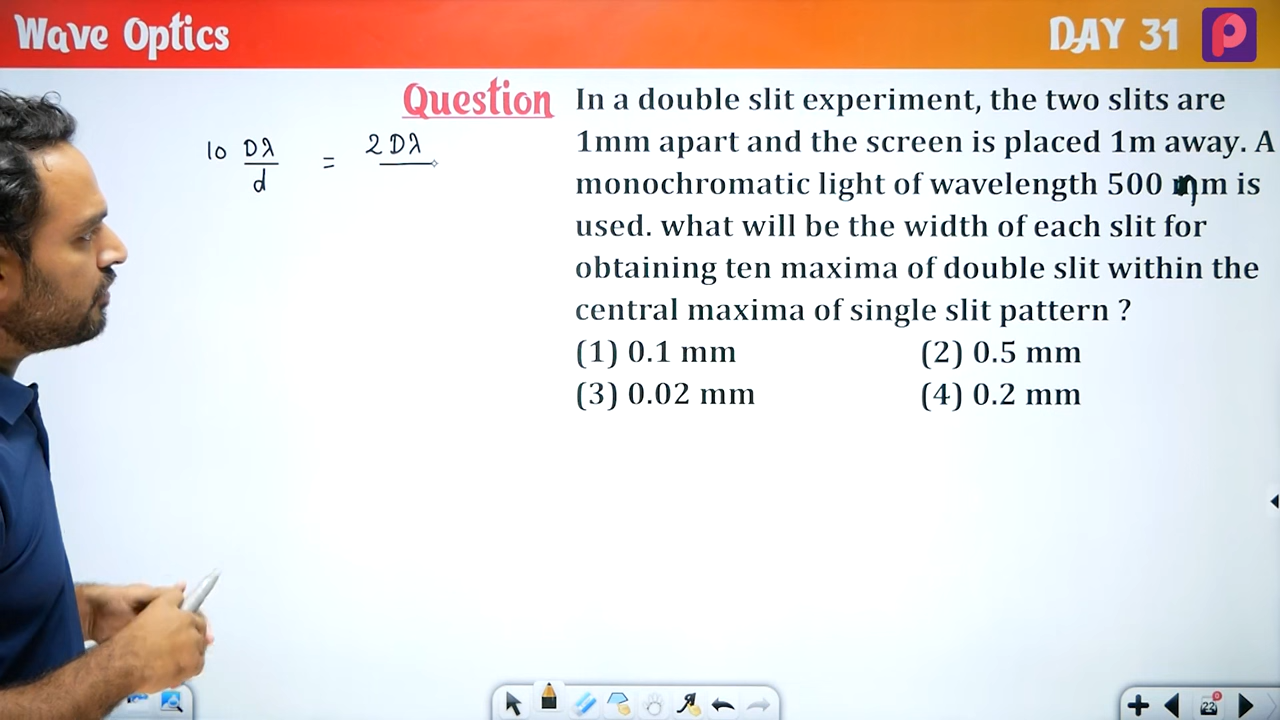 Wave Optics
DAY 31
Question
In a double slit experiment, the two slits are
1mm apart and the screen is placed 1m away. A
monochromatic light of wavelength 500 nm is
used. what will be the width of each slit for
obtaining ten maxima of double slit within the
central maxima of single slit pattern ?
(1) 0.1 mm (2) 0.5 mm
(3) 0.02 mm (4) 0.2 mm
10 Dλ/d = 2Dλ
22